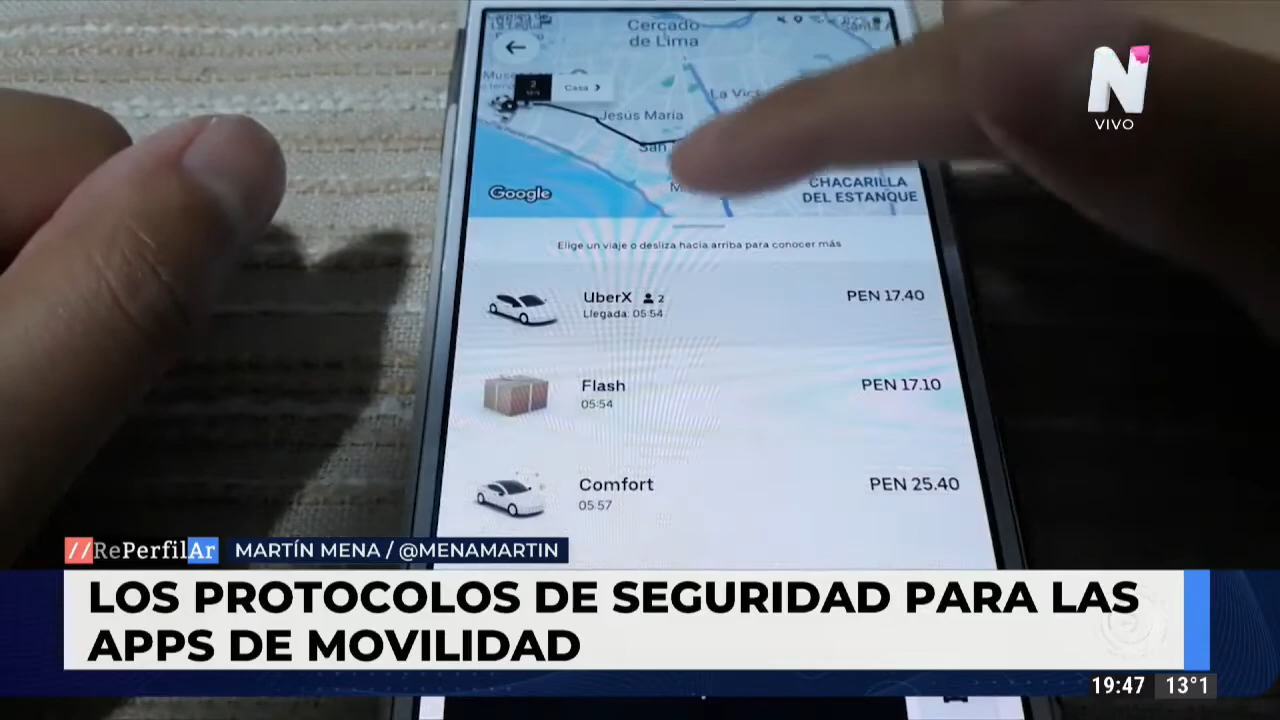 Cercado
de Lima
N
VIVO
2
Casa >
Jesús María
La Vic
San
Google
CHACARILLA
DEL ESTANQUE
Elige un viaje o desliza hacia arriba para conocer más
UberX 2
PEN 17.40
Llegada: 05:54
Flash
PEN 17.10
05:54
Comfort
PEN 25.40
05:57
//RePerfilAr
MARTÍN MENA / @MENAMARTIN
LOS PROTOCOLOS DE SEGURIDAD PARA LAS
APPS DE MOVILIDAD
19:47 13°1